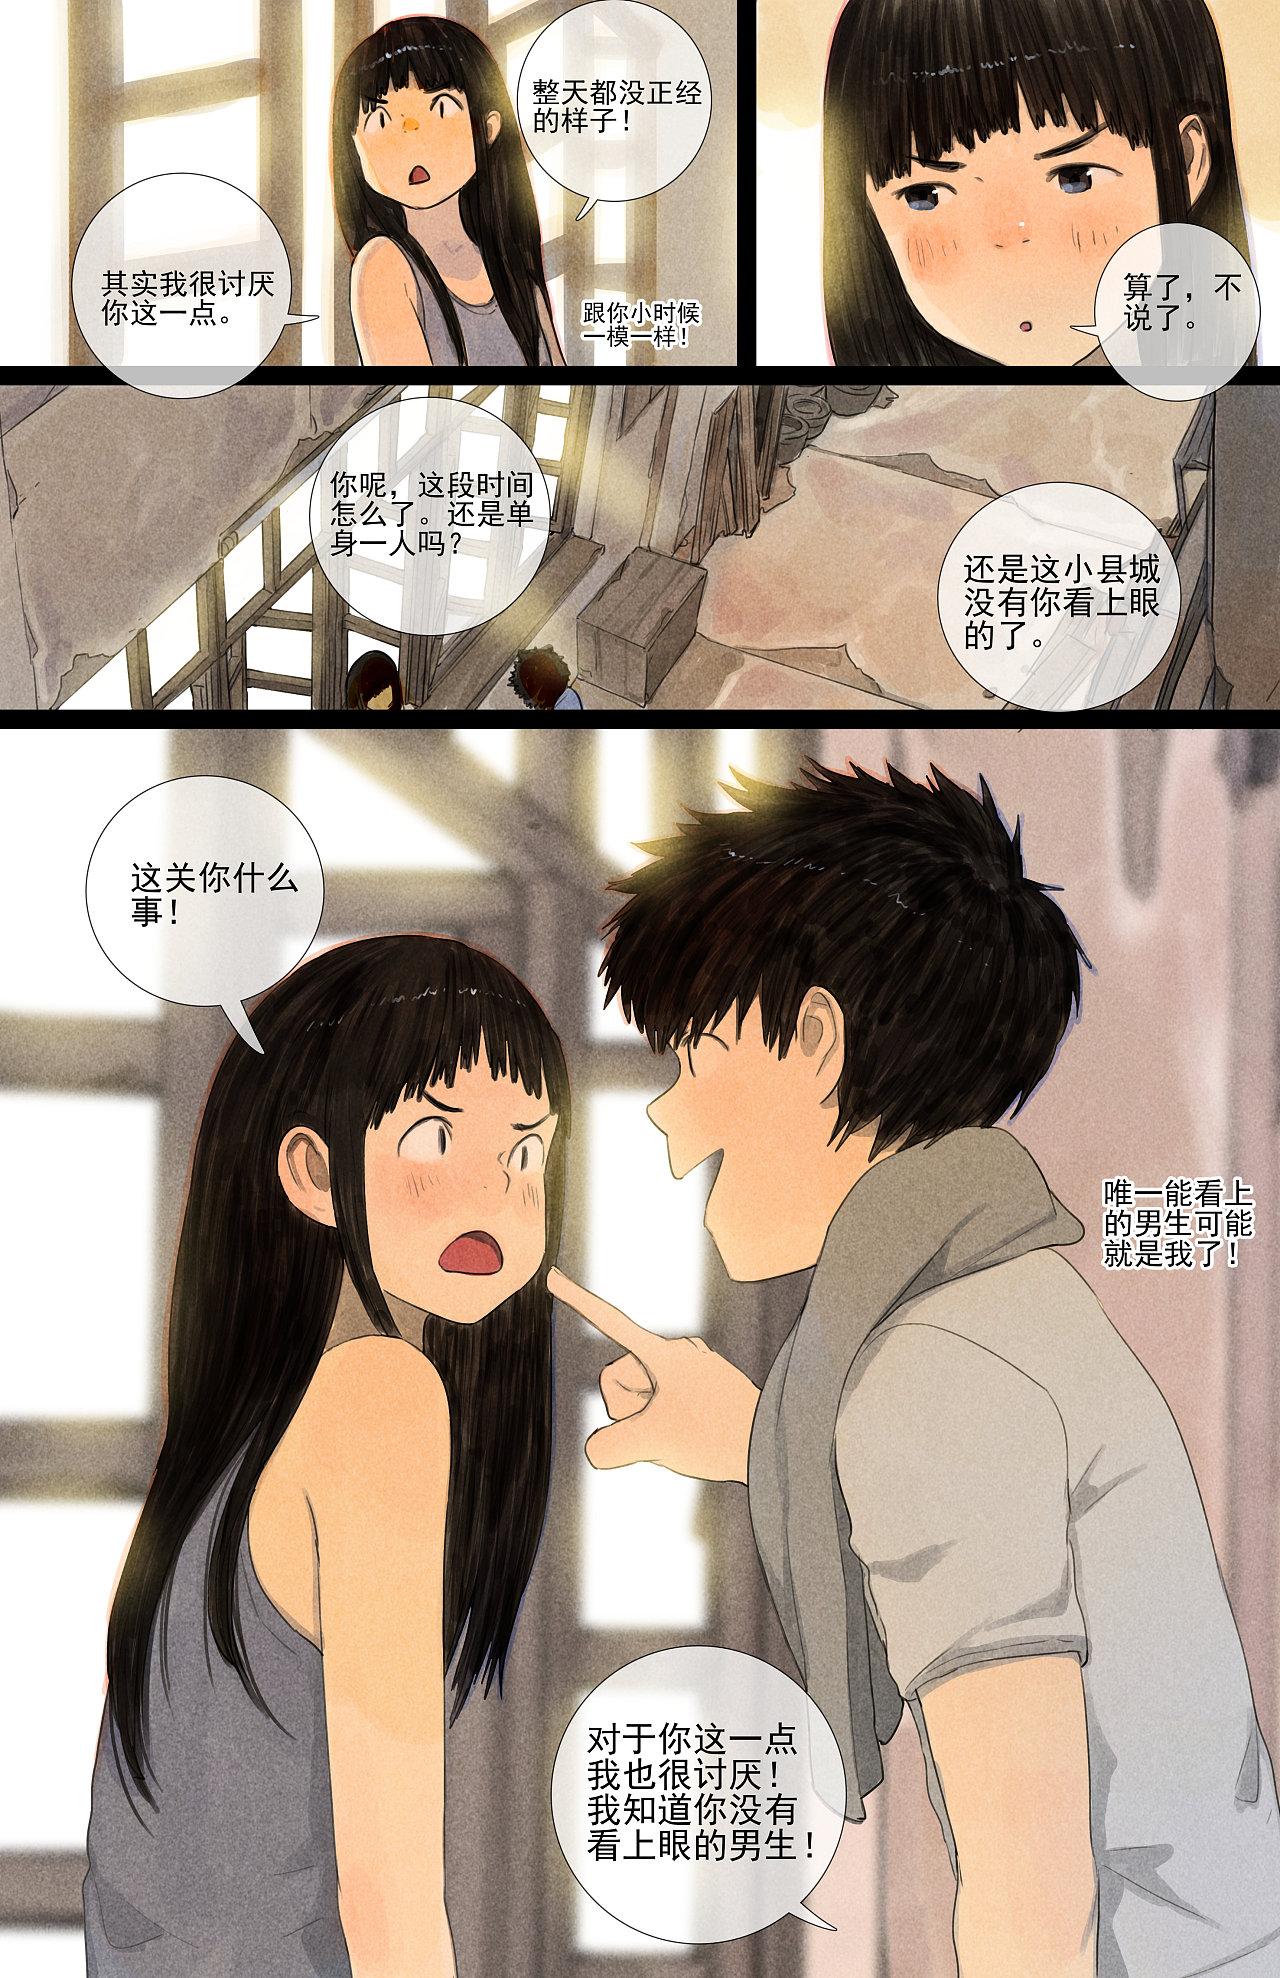 整天都没正经
的样子！
其实我很讨厌
你这一点。
跟你小时候
一模一样！
算了，不
说了。
你呢，这段时间
怎么了。还是单
身一人吗？
还是这小县城
没有你看上眼
的了。
这关你什么
事！
唯一能看上
的男生可能
就是我了！
对于你这一点
我也很讨厌！
我知道你没有
看上眼的男生！